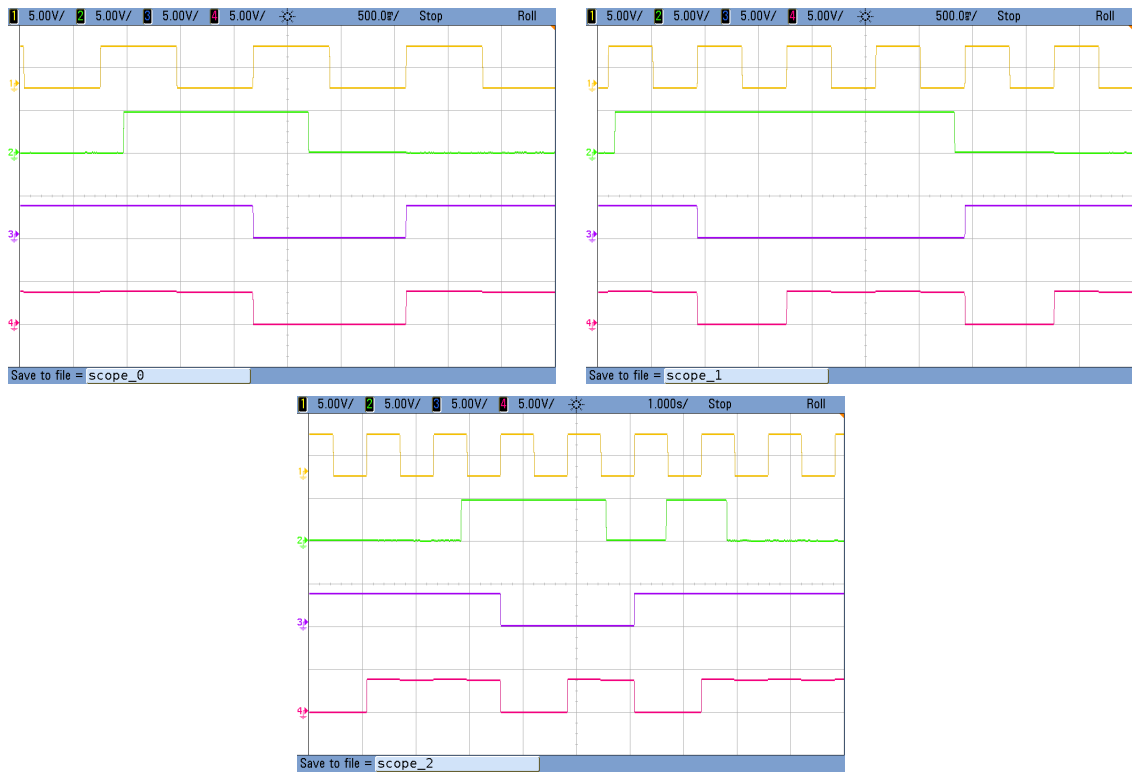 1 5.00V/ 2 5.00V/ 3 5.00V/ 4 5.00V/ 500.0㎧/ Stop Roll
1
2
3
4
Save to file = scope_0
1 5.00V/ 2 5.00V/ 3 5.00V/ 4 5.00V/ 500.0㎧/ Stop Roll
1
2
3
4
Save to file = scope_1
1 5.00V/ 2 5.00V/ 3 5.00V/ 4 5.00V/ 1.000s/ Stop Roll
1
2
3
4
Save to file = scope_2